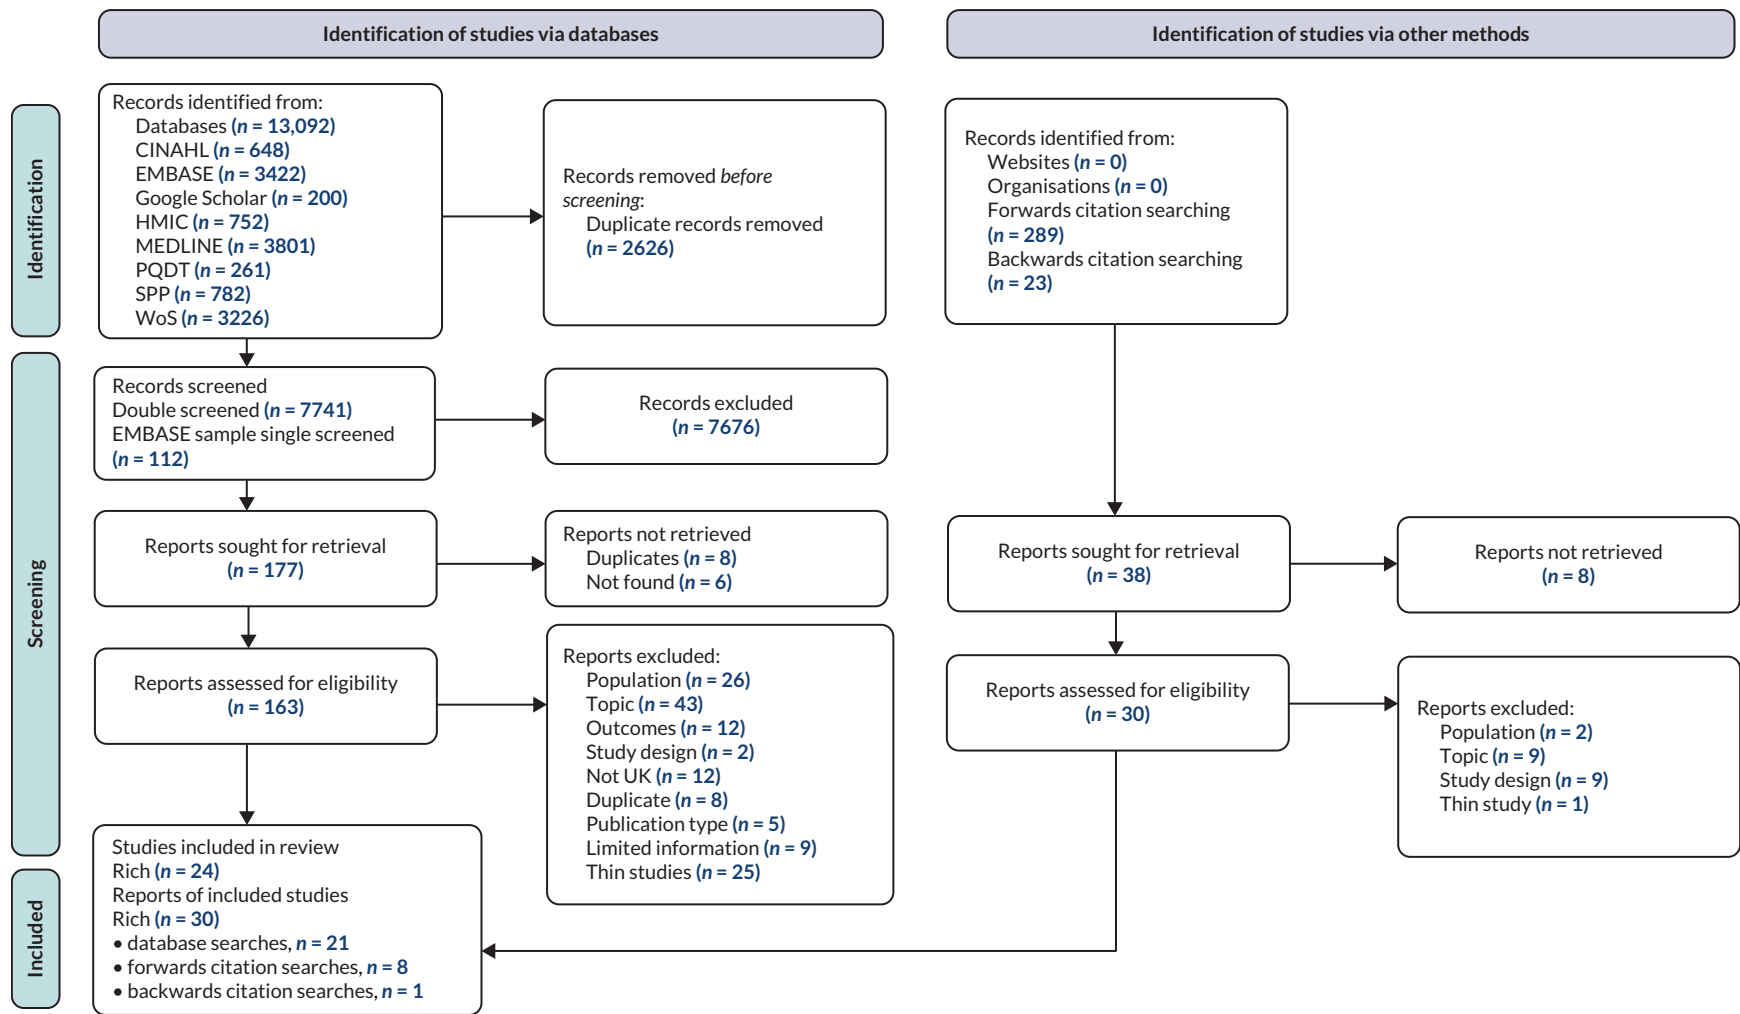 Identification of studies via databases
Identification of studies via other methods
Identification
Records identified from:
Databases (n = 13,092)
CINAHL (n = 648)
EMBASE (n = 3422)
Google Scholar (n = 200)
HMIC (n = 752)
MEDLINE (n = 3801)
PQDT (n = 261)
SPP (n = 782)
WoS (n = 3226)
Records removed before
screening:
Duplicate records removed
(n = 2626)
Records identified from:
Websites (n = 0)
Organisations (n = 0)
Forwards citation searching
(n = 289)
Backwards citation searching
(n = 23)
Screening
Records screened
Double screened (n = 7741)
EMBASE sample single screened
(n = 112)
Records excluded
(n = 7676)
Reports sought for retrieval
(n = 177)
Reports not retrieved
Duplicates (n = 8)
Not found (n = 6)
Reports sought for retrieval
(n = 38)
Reports not retrieved
(n = 8)
Reports assessed for eligibility
(n = 163)
Reports excluded:
Population (n = 26)
Topic (n = 43)
Outcomes (n = 12)
Study design (n = 2)
Not UK (n = 12)
Duplicate (n = 8)
Publication type (n = 5)
Limited information (n = 9)
Thin studies (n = 25)
Reports assessed for eligibility
(n = 30)
Reports excluded:
Population (n = 2)
Topic (n = 9)
Study design (n = 9)
Thin study (n = 1)
Included
Studies included in review
Rich (n = 24)
Reports of included studies
Rich (n = 30)
• database searches, n = 21
• forwards citation searches, n = 8
• backwards citation searches, n = 1